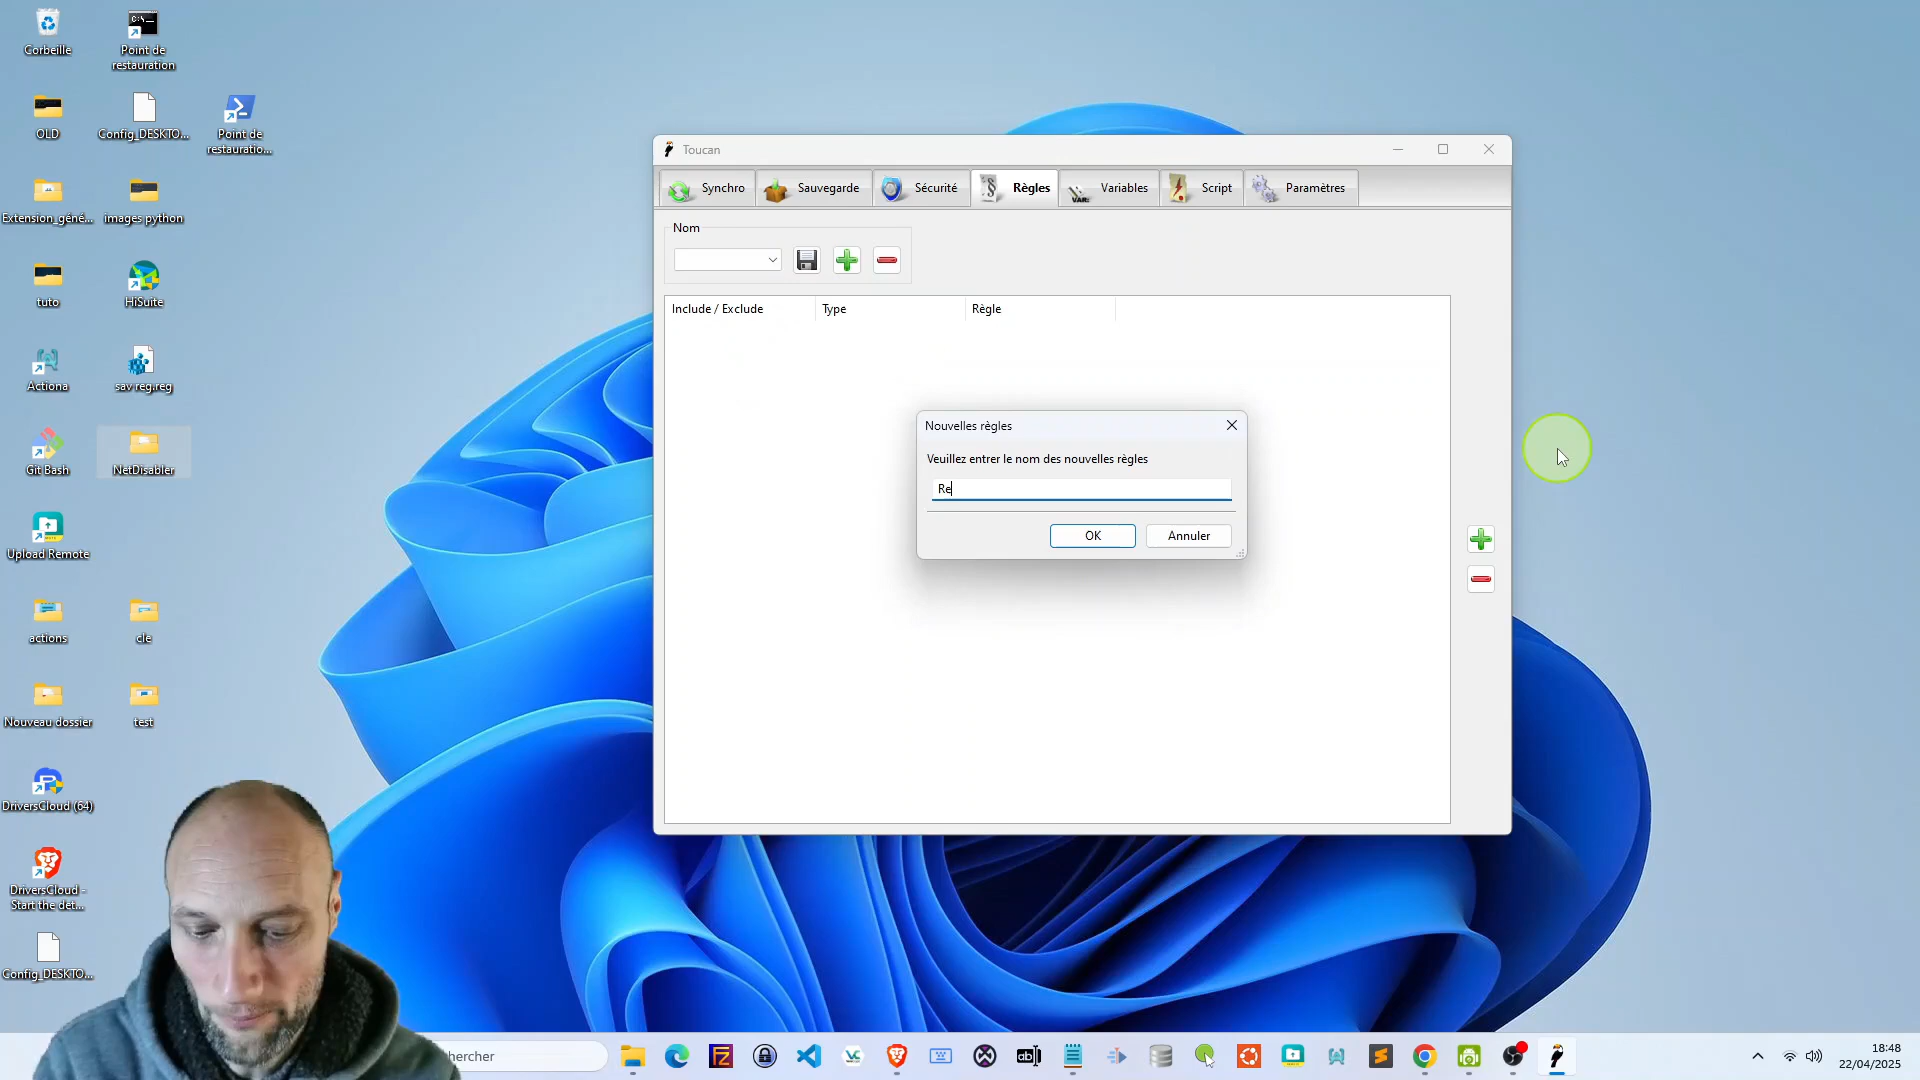 Corbeille
Point de
restauration
OLD
Config_DESKTO...
Point de
restauratio...
Extension_géné...
images python
tuto
HiSuite
Actiona
sav reg.reg
Git Bash
NetDisabler
Upload Remote
actions
cle
Nouveau dossier
test
DriversCloud (64)
DriversCloud -
Start the det...
Config_DESKTO...
Toucan
Synchro
Sauvegarde
Sécurité
Règles
Variables
Script
Paramètres
Nom
Include / Exclude
Type
Règle
Nouvelles règles
Veuillez entrer le nom des nouvelles règles
Re
OK
Annuler
hercher
18:48
22/04/2025